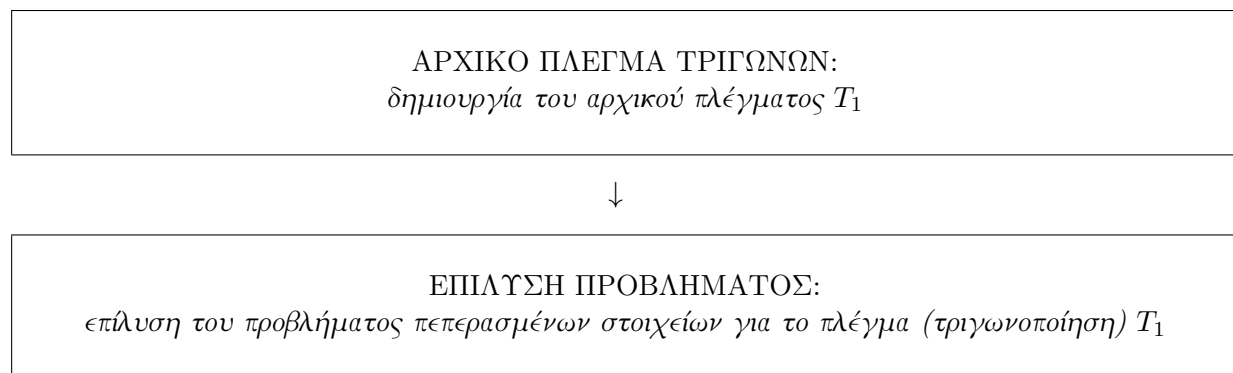 ΑΡΧΙΚΟ ΠΛΕΓΜΑ ΤΡΙΓΩΝΩΝ:
δημιουργία του αρχικού πλέγματος T₁
↓
ΕΠΙΛΥΣΗ ΠΡΟΒΛΗΜΑΤΟΣ:
επίλυση του προβλήματος πεπερασμένων στοιχείων για το πλέγμα (τριγωνοποίηση) T₁